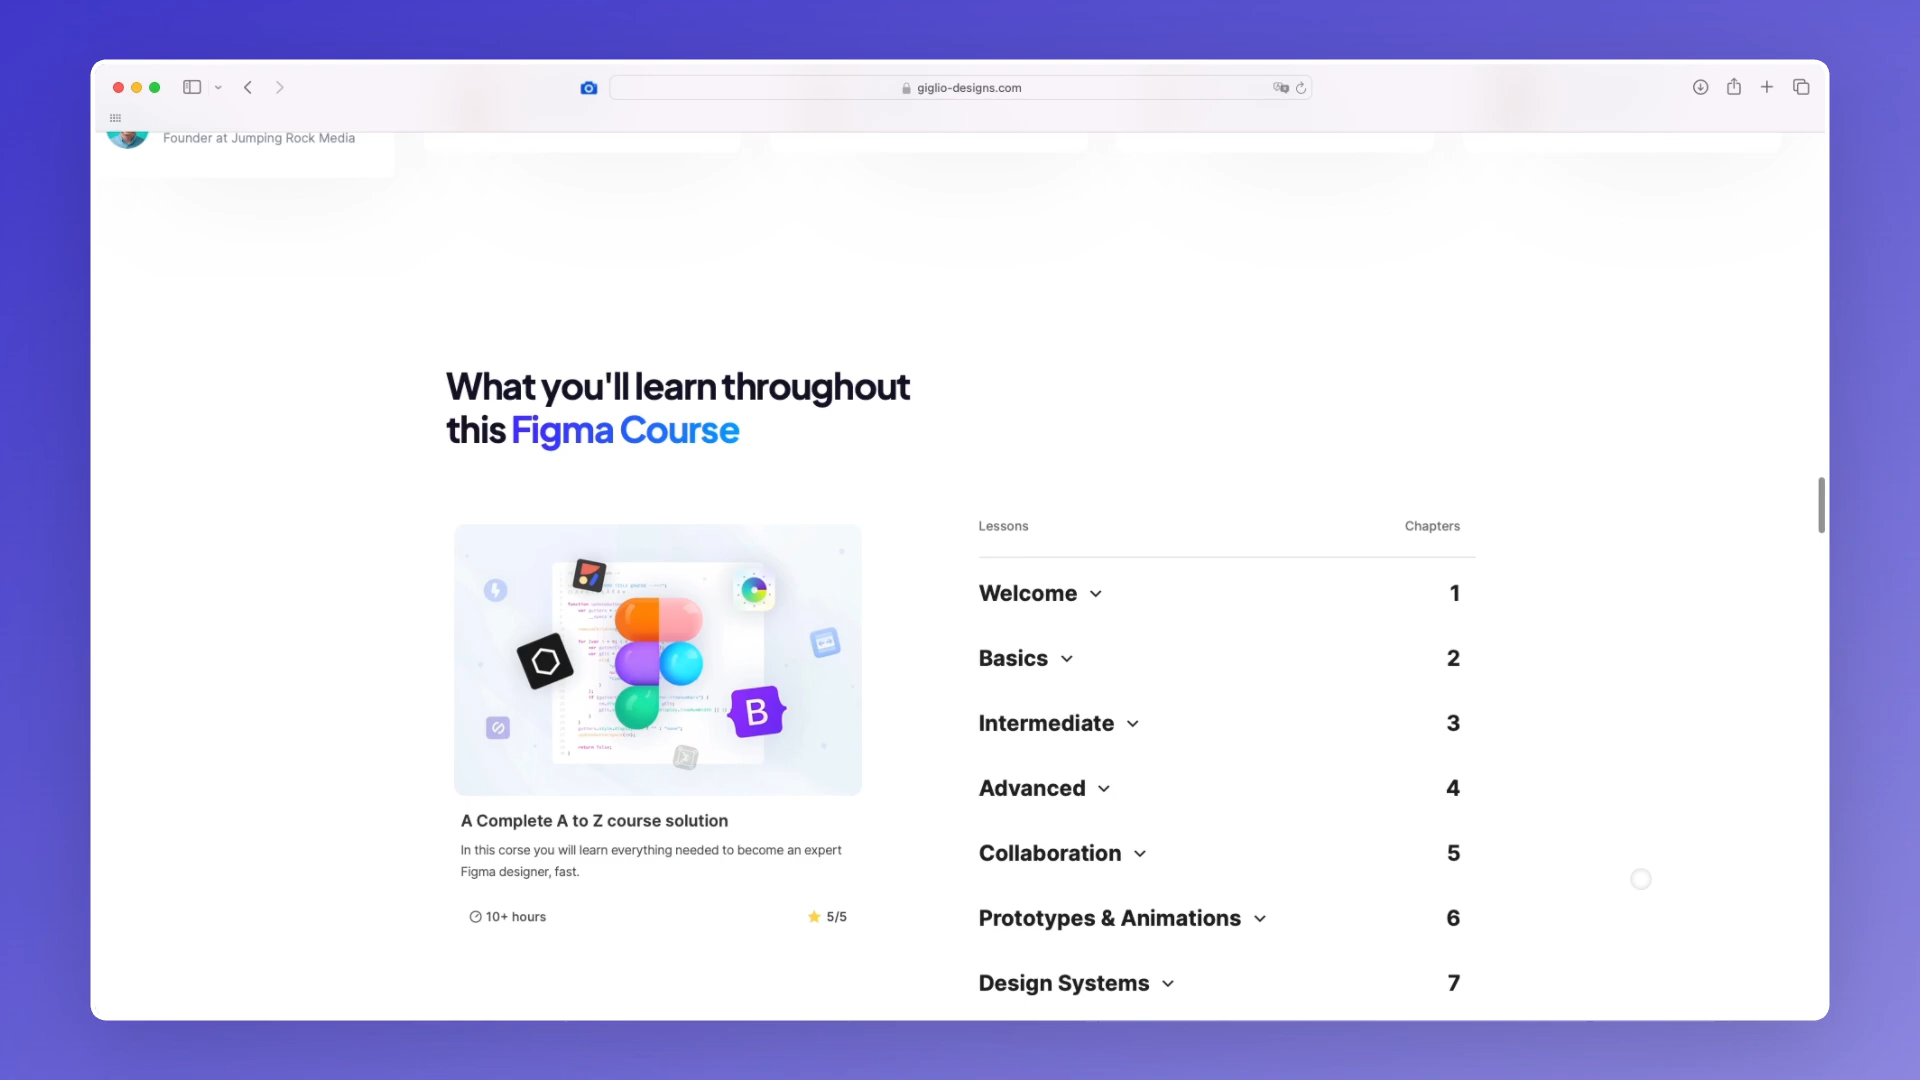 giglio-designs.com
Founder at Jumping Rock Media
What you'll learn throughout
this Figma Course
Lessons
Chapters
Welcome
1
Basics
2
Intermediate
3
Advanced
4
Collaboration
5
Prototypes & Animations
6
Design Systems
7
B
A Complete A to Z course solution
In this corse you will learn everything needed to become an expert
Figma designer, fast.
10+ hours
5/5